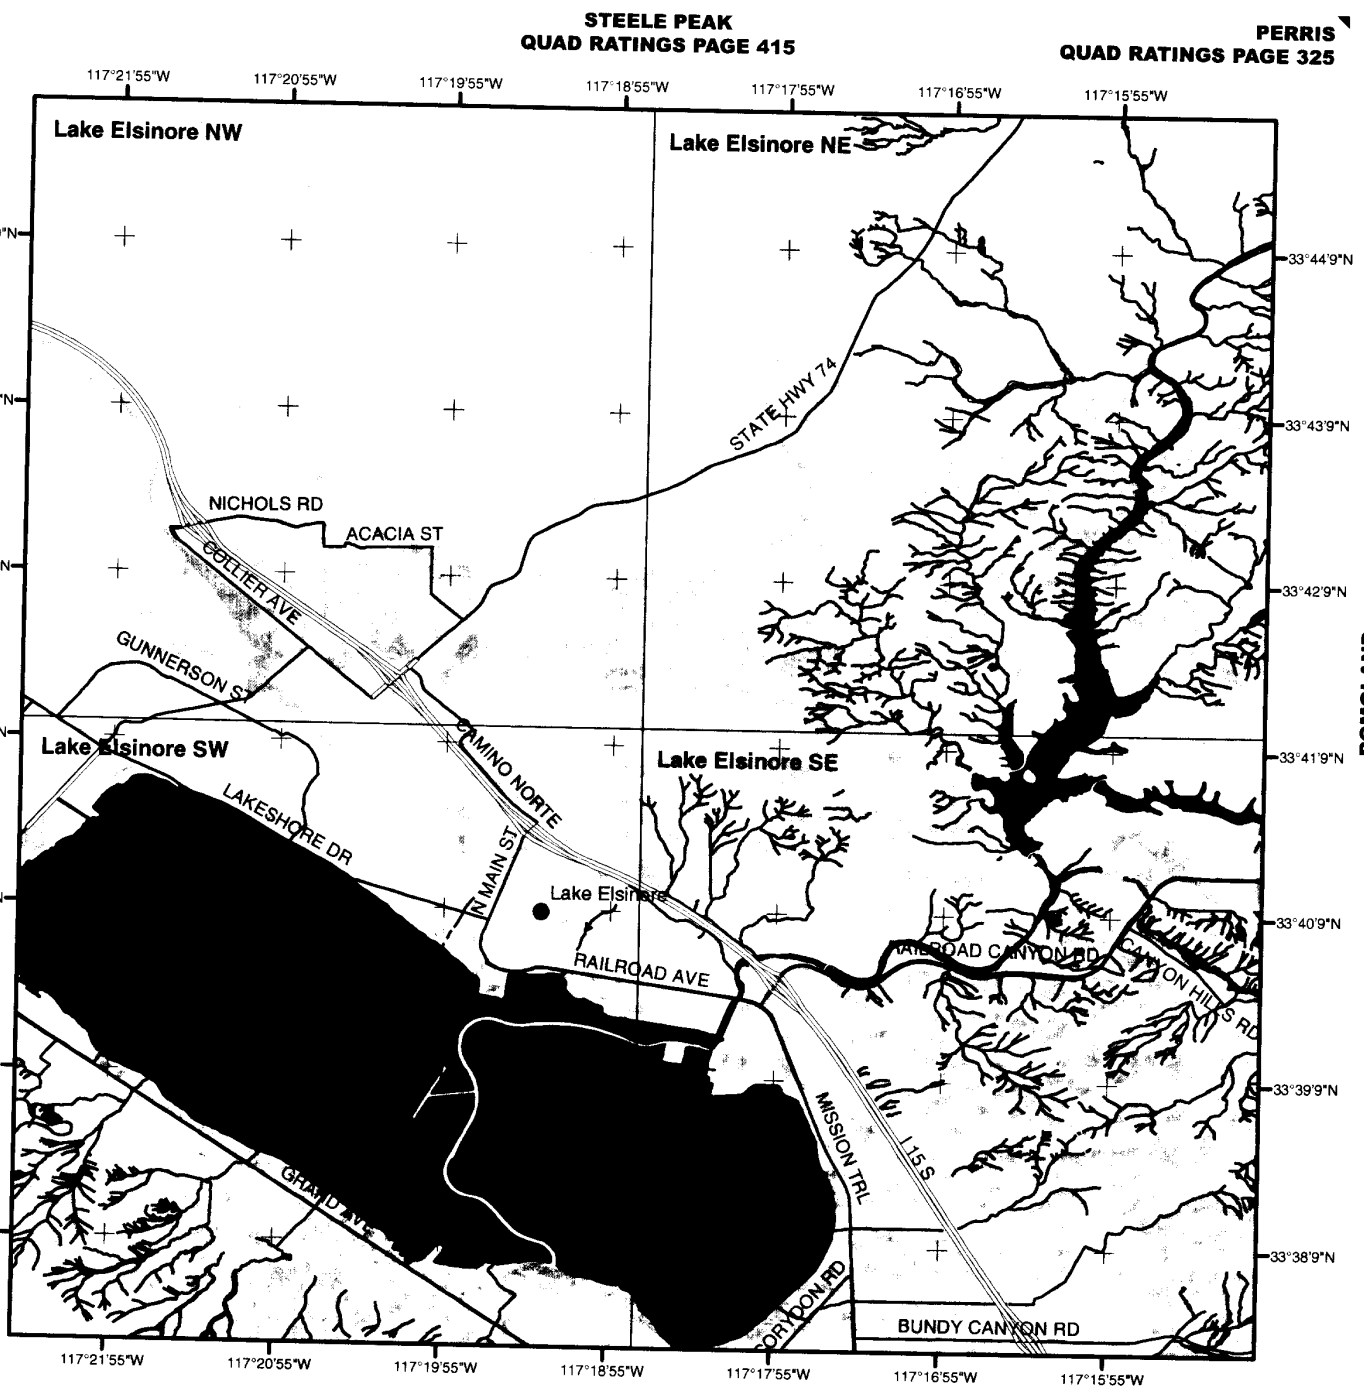 STEELE PEAK
QUAD RATINGS PAGE 415
PERRIS
QUAD RATINGS PAGE 325
117°21'55"W
117°20'55"W
117°19'55"W
117°18'55"W
117°17'55"W
117°16'55"W
117°15'55"W
Lake Elsinore NW
Lake Elsinore NE
33°44'9"N
STATE HWY 74
33°43'9"N
NICHOLS RD
ACACIA ST
COLLIER AVE
33°42'9"N
GUNNERSON ST
Lake Elsinore SW
CAMINO NORTE
Lake Elsinore SE
33°41'9"N
LAKESHORE DR
N MAIN ST
Lake Elsinore
33°40'9"N
RAILROAD CANYON RD
CANYON HILLS RD
RAILROAD AVE
33°39'9"N
MISSION TRL
I 15 S
GRAND AVE
33°38'9"N
CORYDON RD
BUNDY CANYON RD
117°21'55"W
117°20'55"W
117°19'55"W
117°18'55"W
117°17'55"W
117°16'55"W
117°15'55"W